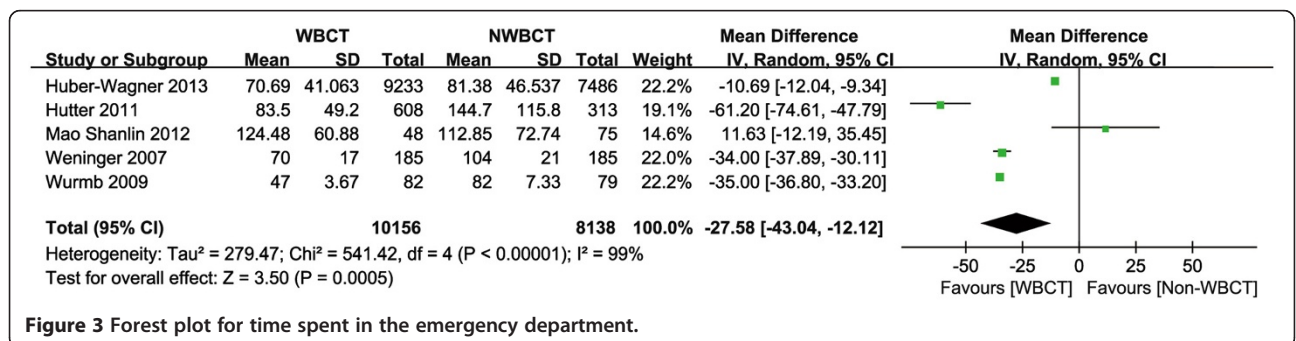 WBCT NWBCT Mean Difference Mean Difference
Study or Subgroup Mean SD Total Mean SD Total Weight IV, Random, 95% CI IV, Random, 95% CI
Huber-Wagner 2013 70.69 41.063 9233 81.38 46.537 7486 22.2% -10.69 [-12.04, -9.34]
Hutter 2011 83.5 49.2 608 144.7 115.8 313 19.1% -61.20 [-74.61, -47.79]
Mao Shanlin 2012 124.48 60.88 48 112.85 72.74 75 14.6% 11.63 [-12.19, 35.45]
Weninger 2007 70 17 185 104 21 185 22.0% -34.00 [-37.89, -30.11]
Wurmb 2009 47 3.67 82 82 7.33 79 22.2% -35.00 [-36.80, -33.20]
Total (95% CI) 10156 8138 100.0% -27.58 [-43.04, -12.12]
Heterogeneity: Tau² = 279.47; Chi² = 541.42, df = 4 (P < 0.00001); I² = 99%
Test for overall effect: Z = 3.50 (P = 0.0005)
-50 -25 0 25 50
Favours [WBCT] Favours [Non-WBCT]
Figure 3 Forest plot for time spent in the emergency department.